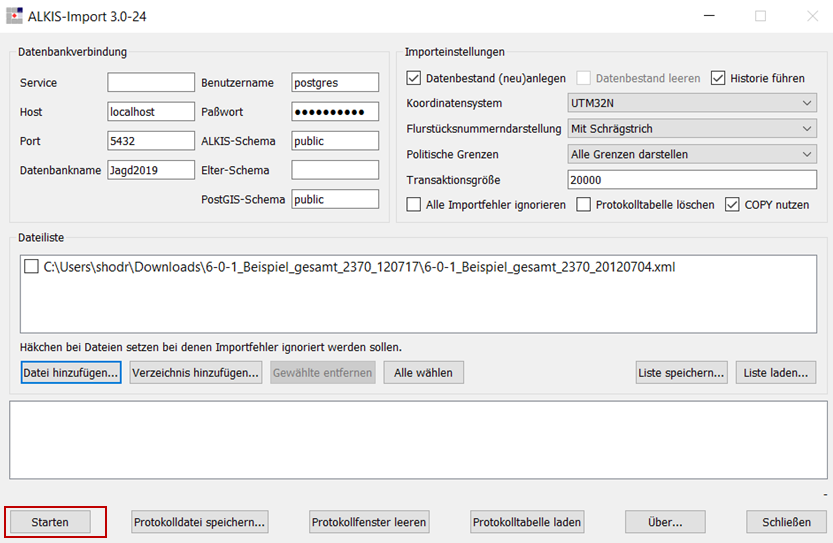 ALKIS-Import 3.0-24
Datenbankverbindung
Service
Benutzername postgres
Host localhost
Paßwort ●●●●●●●●●●
Port 5432
ALKIS-Schema public
Datenbankname Jagd2019
Elter-Schema
PostGIS-Schema public
Importeinstellungen
Datenbestand (neu)anlegen Datenbestand leeren Historie führen
Koordinatensystem UTM32N
Flurstücksnummerndarstellung Mit Schrägstrich
Politische Grenzen Alle Grenzen darstellen
Transaktionsgröße 20000
Alle Importfehler ignorieren Protokolltabelle löschen COPY nutzen
Dateiliste
C:\Users\shodr\Downloads\6-0-1_Beispiel_gesamt_2370_120717\6-0-1_Beispiel_gesamt_2370_20120704.xml
Häkchen bei Dateien setzen bei denen Importfehler ignoriert werden sollen.
Datei hinzufügen... Verzeichnis hinzufügen... Gewählte entfernen Alle wählen Liste speichern... Liste laden...
-
Starten Protokolldatei speichern... Protokollfenster leeren Protokolltabelle laden Über... Schließen